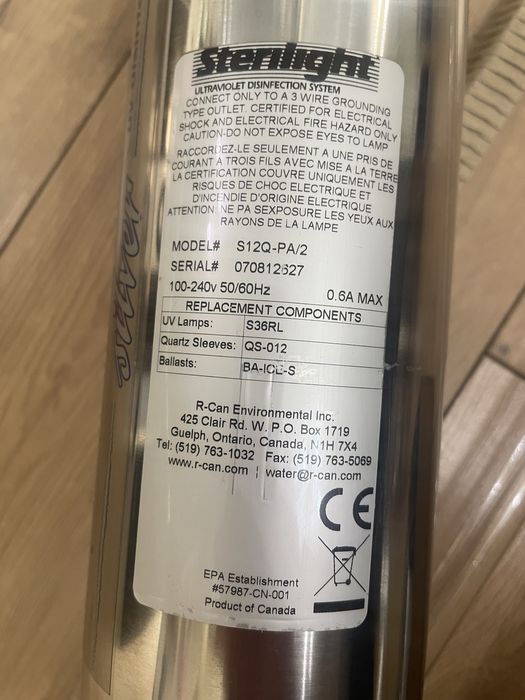 Sterilight
ULTRAVIOLET DISINFECTION SYSTEM
CONNECT ONLY TO A 3 WIRE GROUNDING
TYPE OUTLET. CERTIFIED FOR ELECTRICAL
SHOCK AND ELECTRICAL FIRE HAZARD ONLY
CAUTION-DO NOT EXPOSE EYES TO LAMP
RACCORDEZ-LE SEULEMENT A UNE PRIS DE
COURANT A TROIS FILS AVEC MISE A LA TERRE
LA CERTIFICATION COUVRE UNIQUEMENT LES
RISQUES DE CHOC ELECTRIQUE ET
D'INCENDIE D'ORIGINE ELECTRIQUE
ATTENTION NE PA SEXPOSURE LES YEUX AUX
RAYONS DE LA LAMPE
MODEL# S12Q-PA/2
SERIAL# 070812627
100-240v 50/60Hz 0.6A MAX
REPLACEMENT COMPONENTS
UV Lamps: S36RL
Quartz Sleeves: QS-012
Ballasts: BA-ICE-S
R-Can Environmental Inc.
425 Clair Rd. W. P.O. Box 1719
Guelph, Ontario, Canada, N1H 7X4
Tel: (519) 763-1032 Fax: (519) 763-5069
www.r-can.com ¦ water@r-can.com
CE
EPA Establishment
#57987-CN-001
Product of Canada